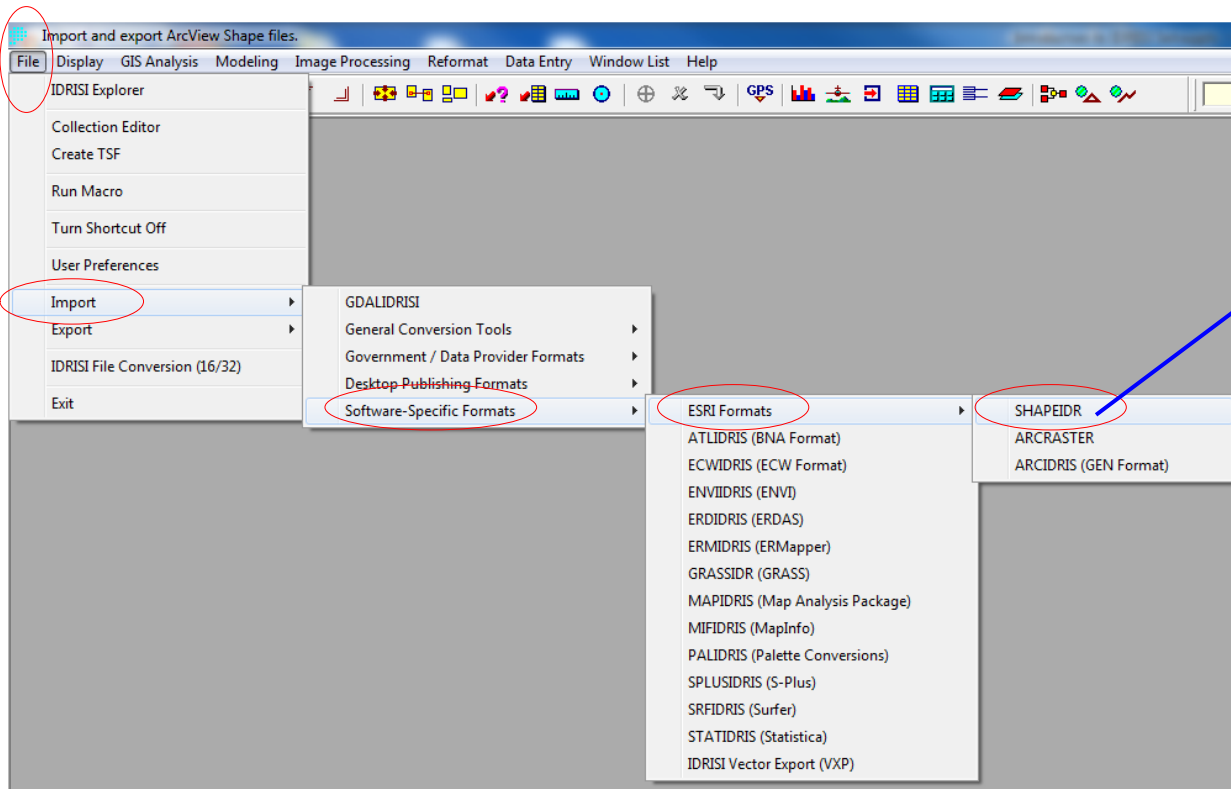 Import and export ArcView Shape files.
File Display GIS Analysis Modeling Image Processing Reformat Data Entry Window List Help
GPS
IDRISI Explorer
Collection Editor
Create TSF
Run Macro
Turn Shortcut Off
User Preferences
Import
Export
IDRISI File Conversion (16/32)
Exit
GDALIDRISI
General Conversion Tools
Government / Data Provider Formats
Desktop Publishing Formats
Software-Specific Formats
ESRI Formats
ATLIDRIS (BNA Format)
ECWIDRIS (ECW Format)
ENVIIDRIS (ENVI)
ERDIDRIS (ERDAS)
ERMIDRIS (ERMapper)
GRASSIDR (GRASS)
MAPIDRIS (Map Analysis Package)
MIFIDRIS (MapInfo)
PALIDRIS (Palette Conversions)
SPLUSIDRIS (S-Plus)
SRFIDRIS (Surfer)
STATIDRIS (Statistica)
IDRISI Vector Export (VXP)
SHAPEIDR
ARCRASTER
ARCIDRIS (GEN Format)